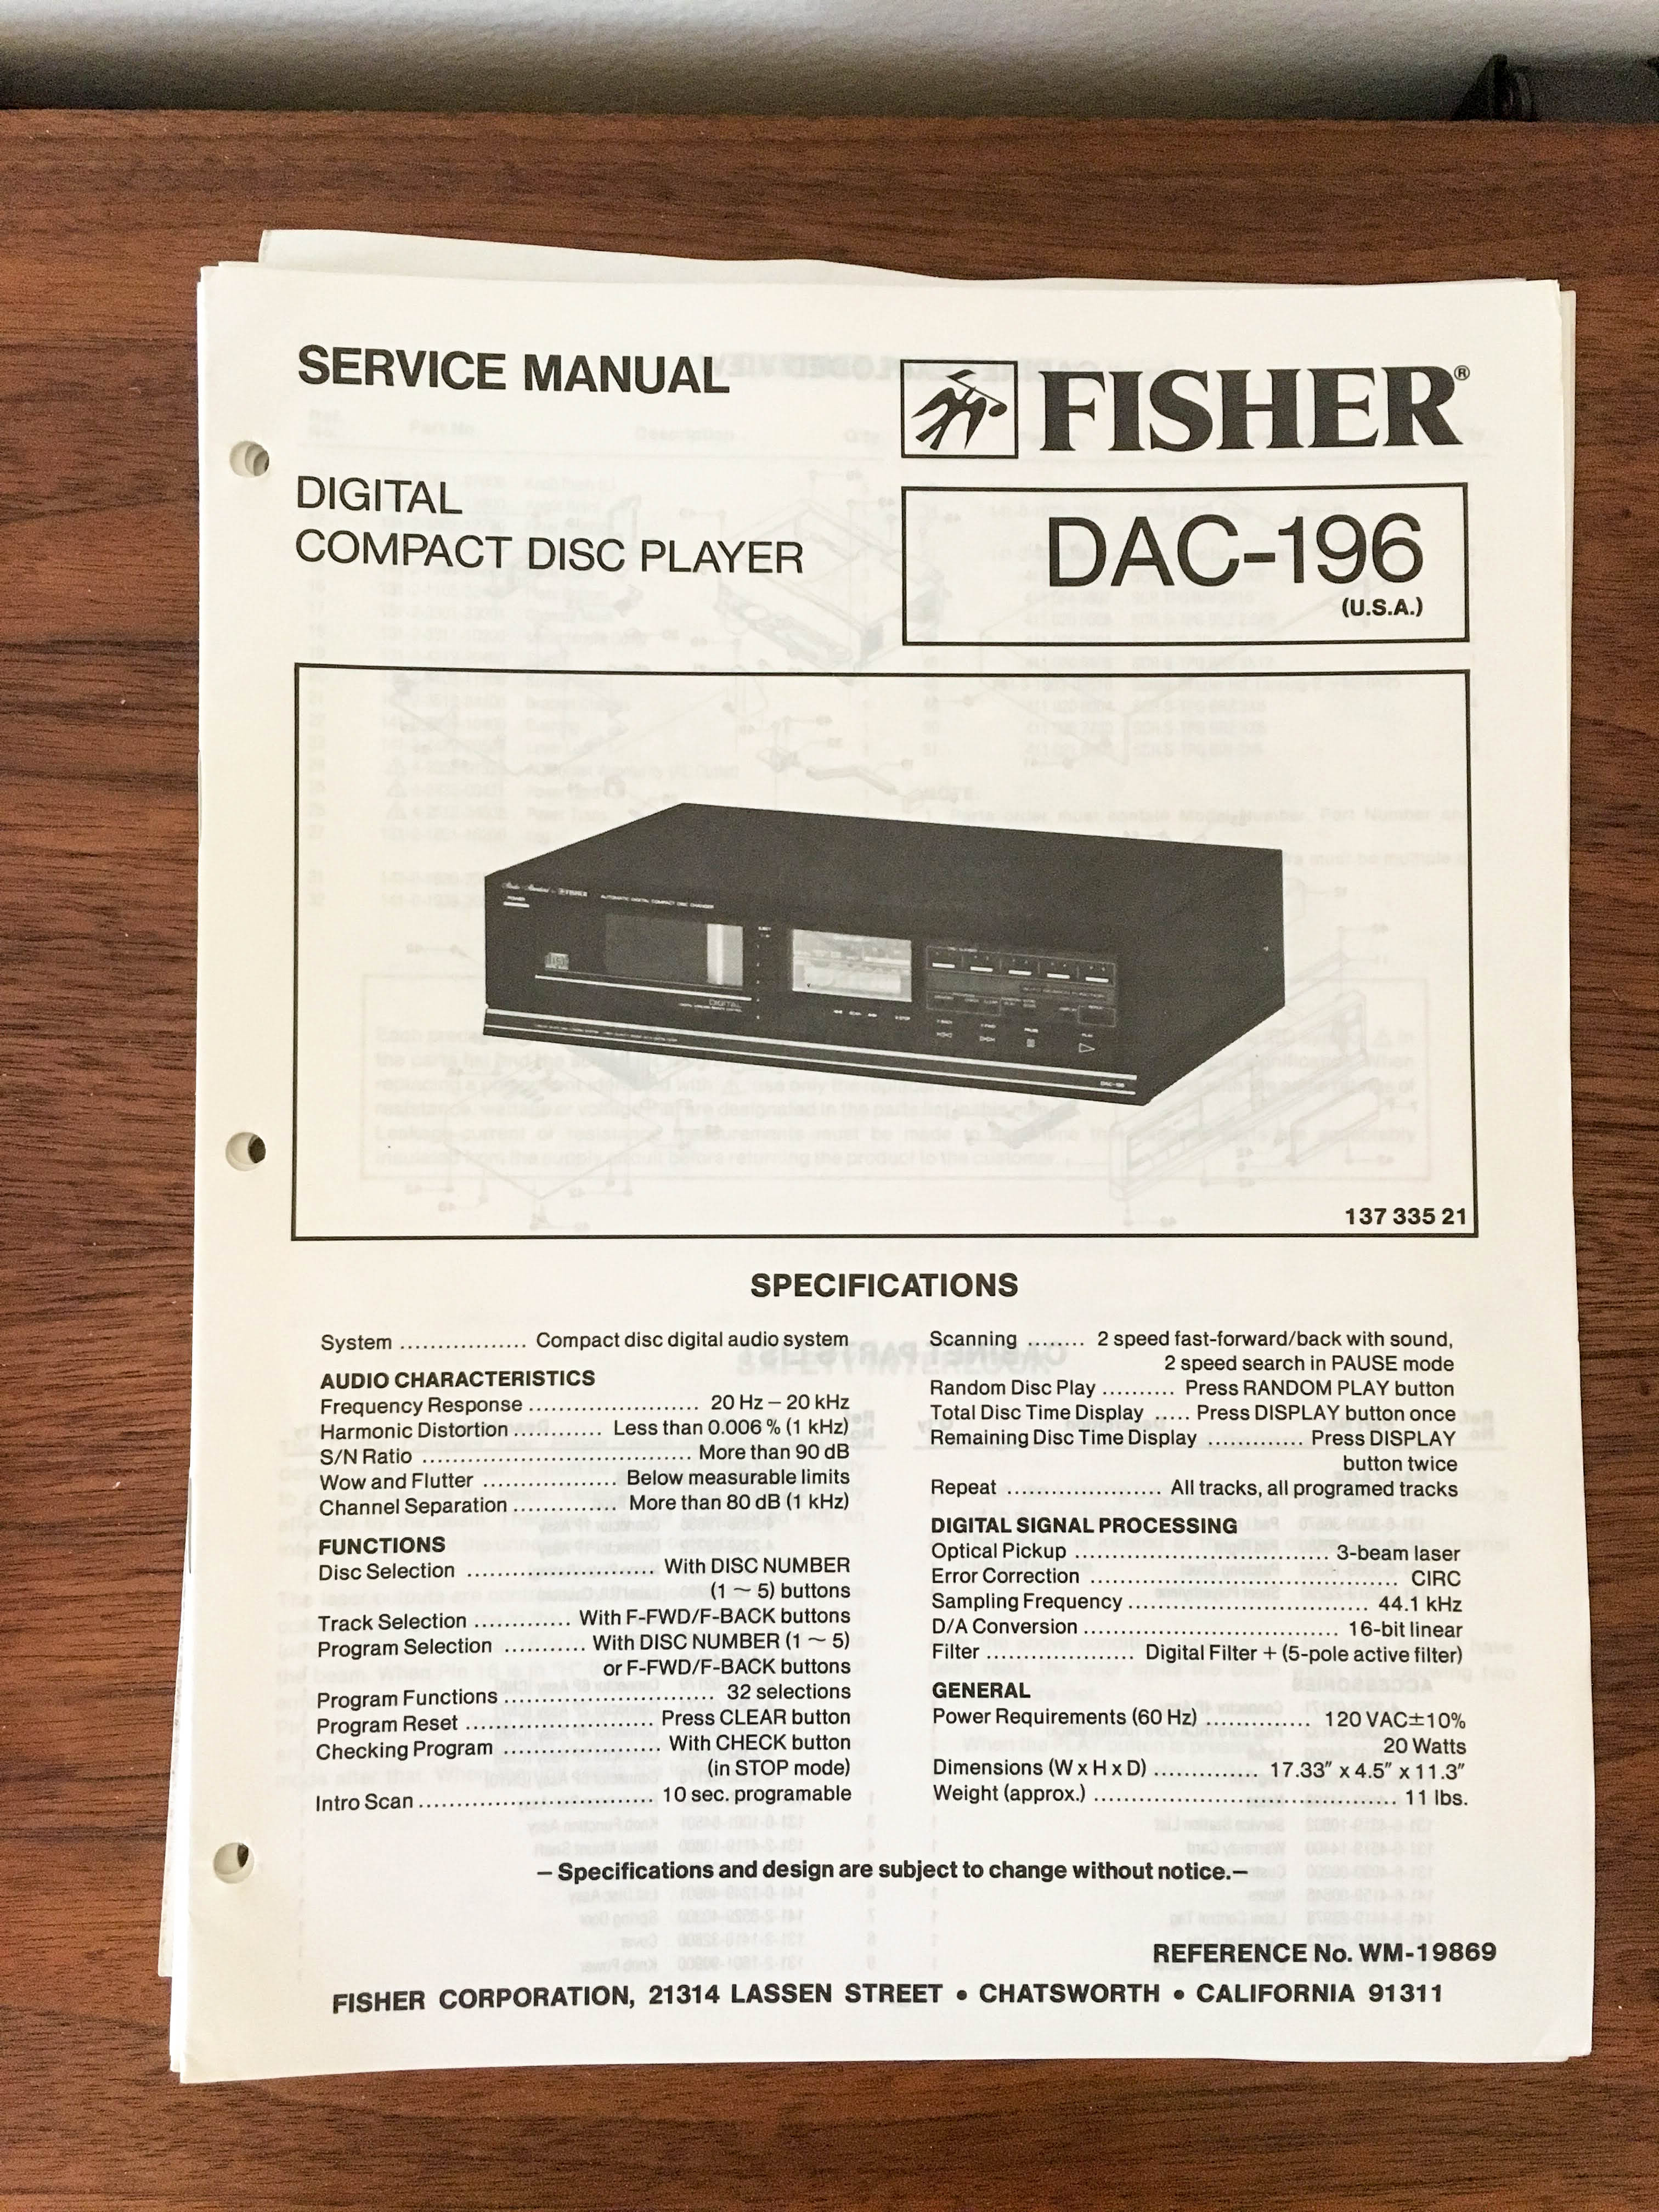 SERVICE MANUAL
FISHER®
DIGITAL
COMPACT DISC PLAYER
DAC-196
(U.S.A.)
FISHER
AUTOMATIC DIGITAL COMPACT DISC CHANGER
POWER
DIGITAL
DAC-196
137 335 21
SPECIFICATIONS
System ................. Compact disc digital audio system
AUDIO CHARACTERISTICS
Frequency Response ....................... 20 Hz – 20 kHz
Harmonic Distortion ............ Less than 0.006 % (1 kHz)
S/N Ratio ................................... More than 90 dB
Wow and Flutter ................... Below measurable limits
Channel Separation .............. More than 80 dB (1 kHz)
FUNCTIONS
Disc Selection ......................... With DISC NUMBER
(1 ~ 5) buttons
Track Selection ............. With F-FWD/F-BACK buttons
Program Selection ........... With DISC NUMBER (1 ~ 5)
or F-FWD/F-BACK buttons
Program Functions ............................ 32 selections
Program Reset ......................... Press CLEAR button
Checking Program ..................... With CHECK button
(in STOP mode)
Intro Scan ............................... 10 sec. programable
Scanning ........ 2 speed fast-forward/back with sound,
2 speed search in PAUSE mode
Random Disc Play .......... Press RANDOM PLAY button
Total Disc Time Display ..... Press DISPLAY button once
Remaining Disc Time Display ............. Press DISPLAY
button twice
Repeat ..................... All tracks, all programed tracks
DIGITAL SIGNAL PROCESSING
Optical Pickup .................................. 3-beam laser
Error Correction ......................................... CIRC
Sampling Frequency ................................ 44.1 kHz
D/A Conversion ..................................... 16-bit linear
Filter .................... Digital Filter + (5-pole active filter)
GENERAL
Power Requirements (60 Hz) .............. 120 VAC±10%
20 Watts
Dimensions (W x H x D) .............. 17.33" x 4.5" x 11.3"
Weight (approx.) ........................................ 11 lbs.
– Specifications and design are subject to change without notice.–
REFERENCE No. WM-19869
FISHER CORPORATION, 21314 LASSEN STREET • CHATSWORTH • CALIFORNIA 91311